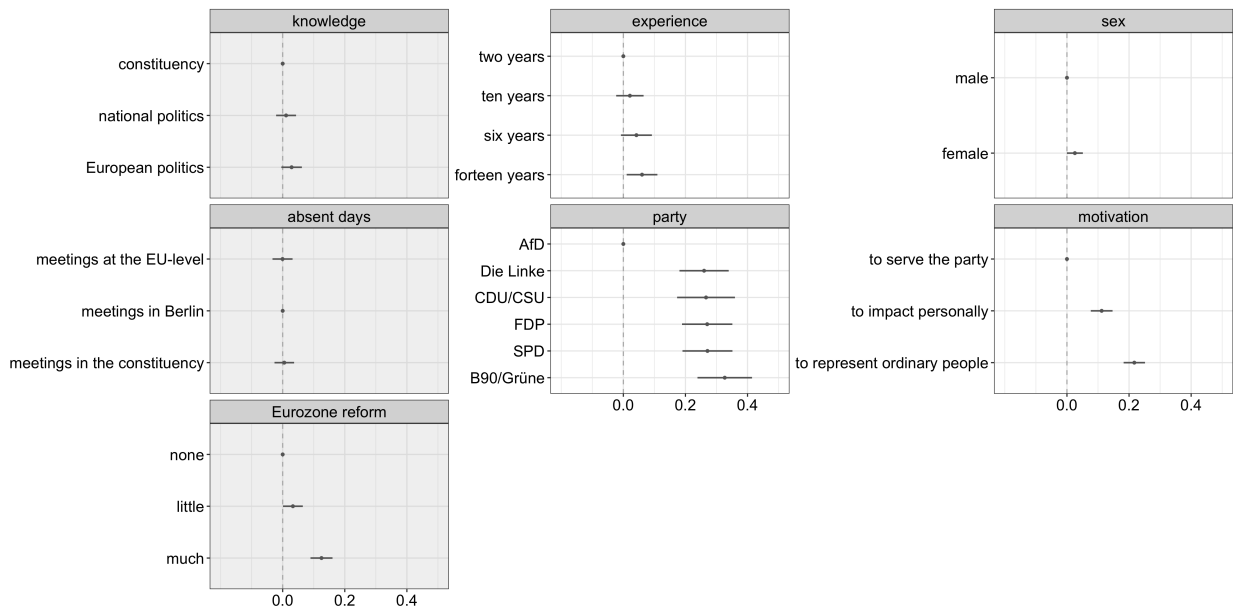 knowledge
constituency
national politics
European politics
experience
two years
ten years
six years
forteen years
sex
male
female
absent days
meetings at the EU-level
meetings in Berlin
meetings in the constituency
party
AfD
Die Linke
CDU/CSU
FDP
SPD
B90/Grüne
0.0 0.2 0.4
motivation
to serve the party
to impact personally
to represent ordinary people
0.0 0.2 0.4
Eurozone reform
none
little
much
0.0 0.2 0.4